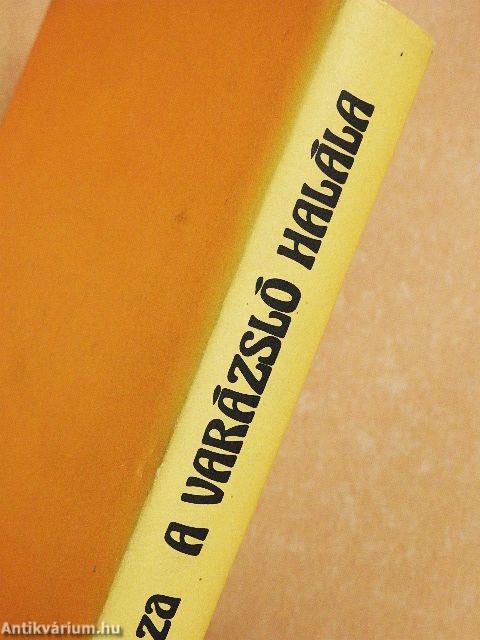 za A VARÁZSLÓ HALÁLA
Antikvárium.hu